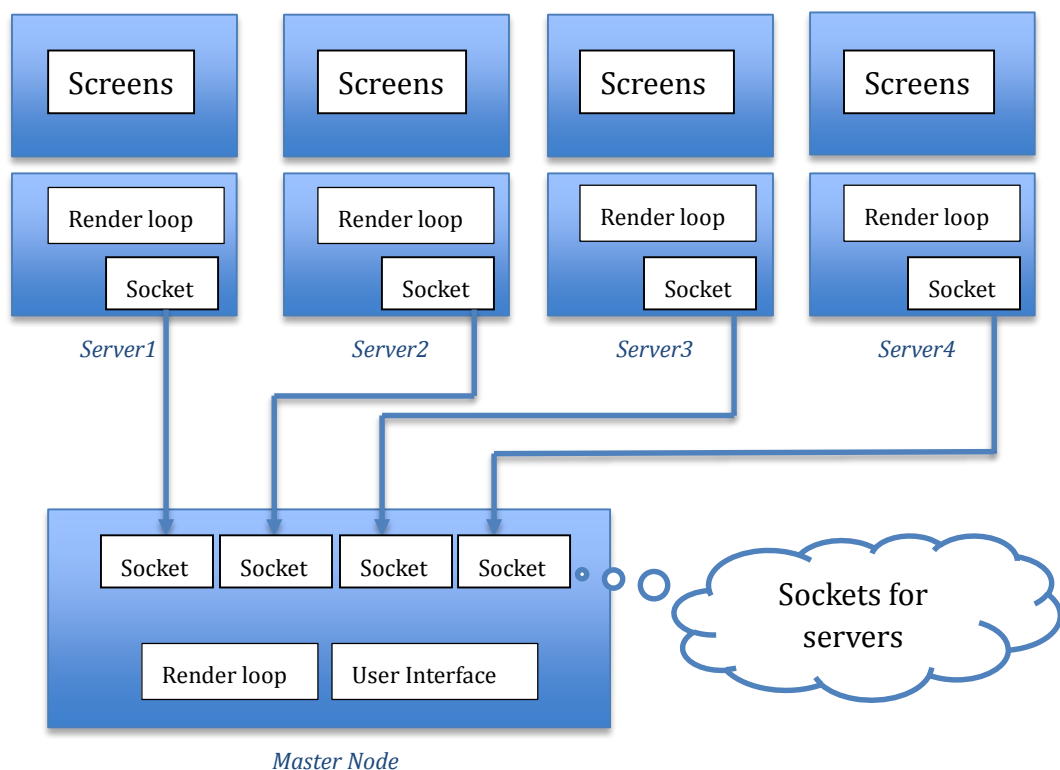 Screens
Screens
Screens
Screens
Render loop
Render loop
Render loop
Render loop
Socket
Socket
Socket
Socket
Server1
Server2
Server3
Server4
Socket
Socket
Socket
Socket
Sockets for
servers
Render loop
User Interface
Master Node